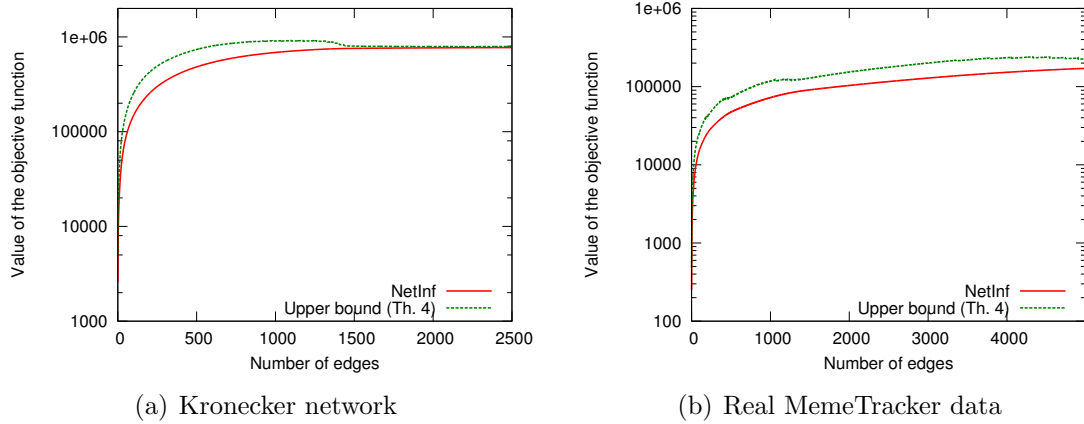 1e+06
100000
10000
1000
Value of the objective function
0 500 1000 1500 2000 2500
Number of edges
NetInf
Upper bound (Th. 4)
(a) Kronecker network
1e+06
100000
10000
1000
100
Value of the objective function
0 1000 2000 3000 4000
Number of edges
NetInf
Upper bound (Th. 4)
(b) Real MemeTracker data